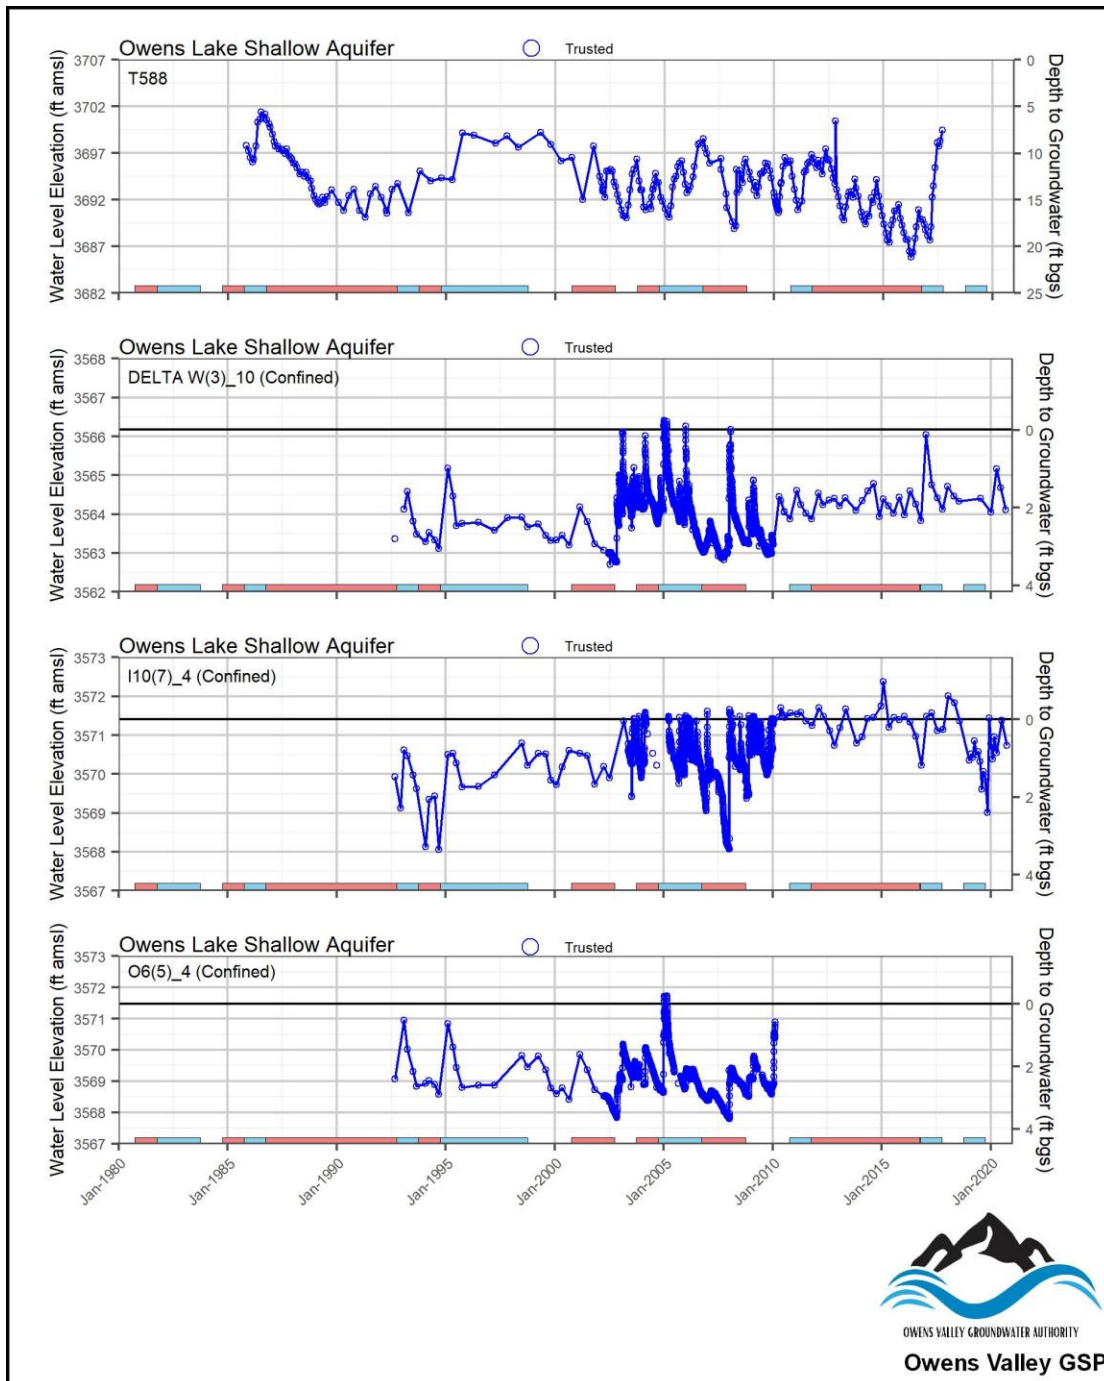 Owens Lake Shallow Aquifer
Trusted
T588
Water Level Elevation (ft amsl)
3707
3702
3697
3692
3687
3682
Depth to Groundwater (ft bgs)
0
5
10
15
20
25
Owens Lake Shallow Aquifer
Trusted
DELTA W(3)_10 (Confined)
Water Level Elevation (ft amsl)
3568
3567
3566
3565
3564
3563
3562
Depth to Groundwater (ft bgs)
0
2
4
Owens Lake Shallow Aquifer
Trusted
I10(7)_4 (Confined)
Water Level Elevation (ft amsl)
3573
3572
3571
3570
3569
3568
3567
Depth to Groundwater (ft bgs)
0
2
4
Owens Lake Shallow Aquifer
Trusted
O6(5)_4 (Confined)
Water Level Elevation (ft amsl)
3573
3572
3571
3570
3569
3568
3567
Depth to Groundwater (ft bgs)
0
2
4
Jan-1980
Jan-1985
Jan-1990
Jan-1995
Jan-2000
Jan-2005
Jan-2010
Jan-2015
Jan-2020
OWENS VALLEY GROUNDWATER AUTHORITY
Owens Valley GSP